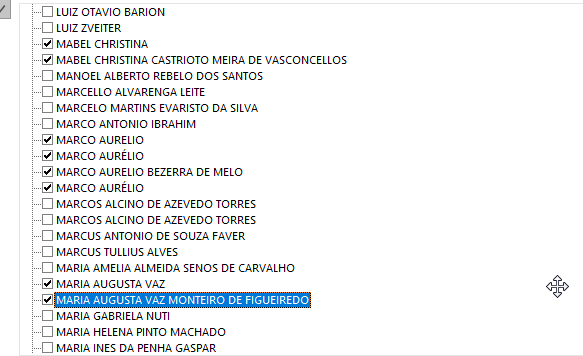 LUIZ OTAVIO BARION
LUIZ ZVEITER
MABEL CHRISTINA
MABEL CHRISTINA CASTRIOTO MEIRA DE VASCONCELLOS
MANOEL ALBERTO REBELO DOS SANTOS
MARCELLO ALVARENGA LEITE
MARCELO MARTINS EVARISTO DA SILVA
MARCO ANTONIO IBRAHIM
MARCO AURELIO
MARCO AURÉLIO
MARCO AURELIO BEZERRA DE MELO
MARCO AURÉLIO
MARCOS ALCINO DE AZEVEDO TORRES
MARCOS ALCINO DE AZEVEDO TORRES
MARCUS ANTONIO DE SOUZA FAVER
MARCUS TULLIUS ALVES
MARIA AMELIA ALMEIDA SENOS DE CARVALHO
MARIA AUGUSTA VAZ
MARIA AUGUSTA VAZ MONTEIRO DE FIGUEIREDO
MARIA GABRIELA NUTI
MARIA HELENA PINTO MACHADO
MARIA INES DA PENHA GASPAR